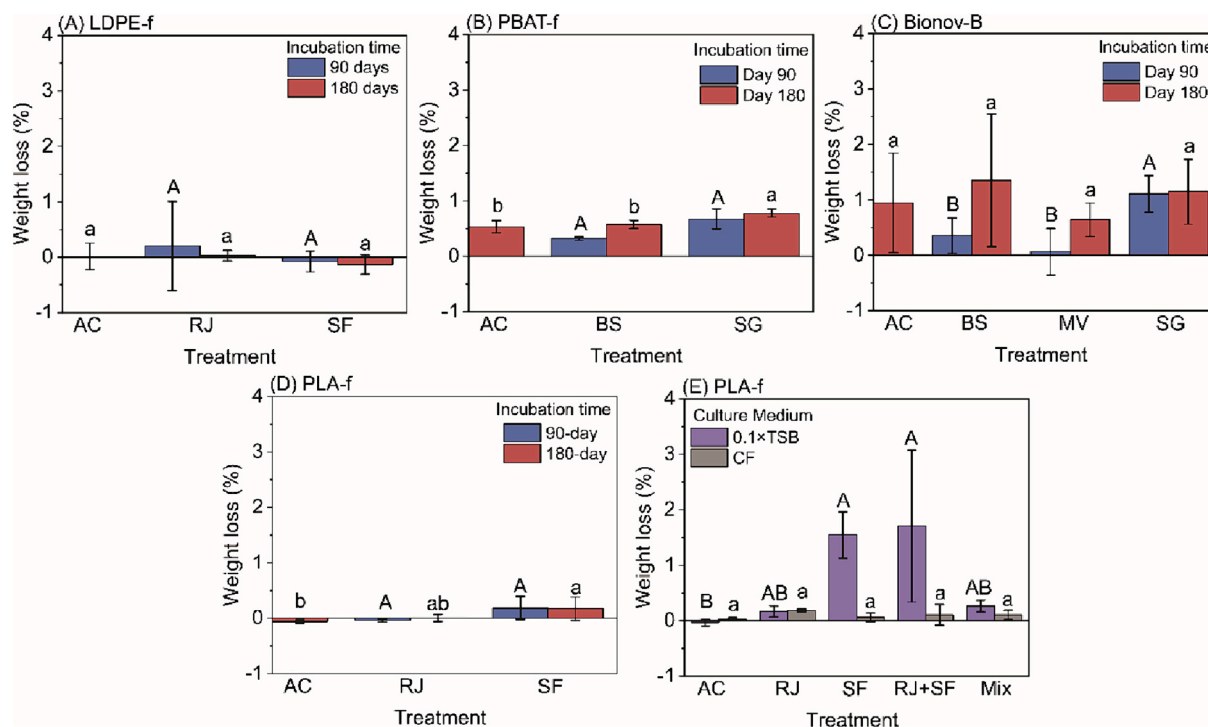 (A) LDPE-f
Incubation time
90 days
180 days
Weight loss (%)
4
3
2
1
0
-1
a
A
a
A
a
AC RJ SF
Treatment
(B) PBAT-f
Incubation time
Day 90
Day 180
Weight loss (%)
4
3
2
1
0
-1
b
A
b
A
a
AC BS SG
Treatment
(C) Bionov-B
Incubation time
Day 90
Day 180
Weight loss (%)
4
3
2
1
0
-1
a
B
a
B
a
A
a
AC BS MV SG
Treatment
(D) PLA-f
Incubation time
90-day
180-day
Weight loss (%)
4
3
2
1
0
-1
b
A
ab
A
a
AC RJ SF
Treatment
(E) PLA-f
Culture Medium
0.1×TSB
CF
Weight loss (%)
4
3
2
1
0
-1
B
a
AB
a
A
a
A
a
AB
a
AC RJ SF RJ+SF Mix
Treatment